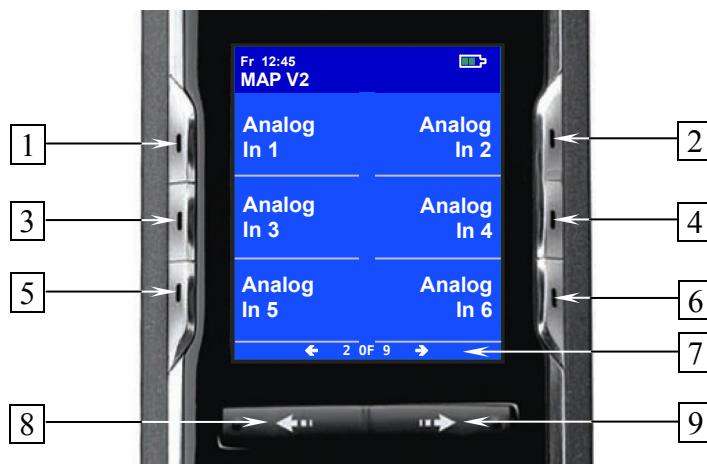 Fr 12:45
MAP V2
Analog In 1
Analog In 2
Analog In 3
Analog In 4
Analog In 5
Analog In 6
2 OF 9
1
2
3
4
5
6
7
8
9